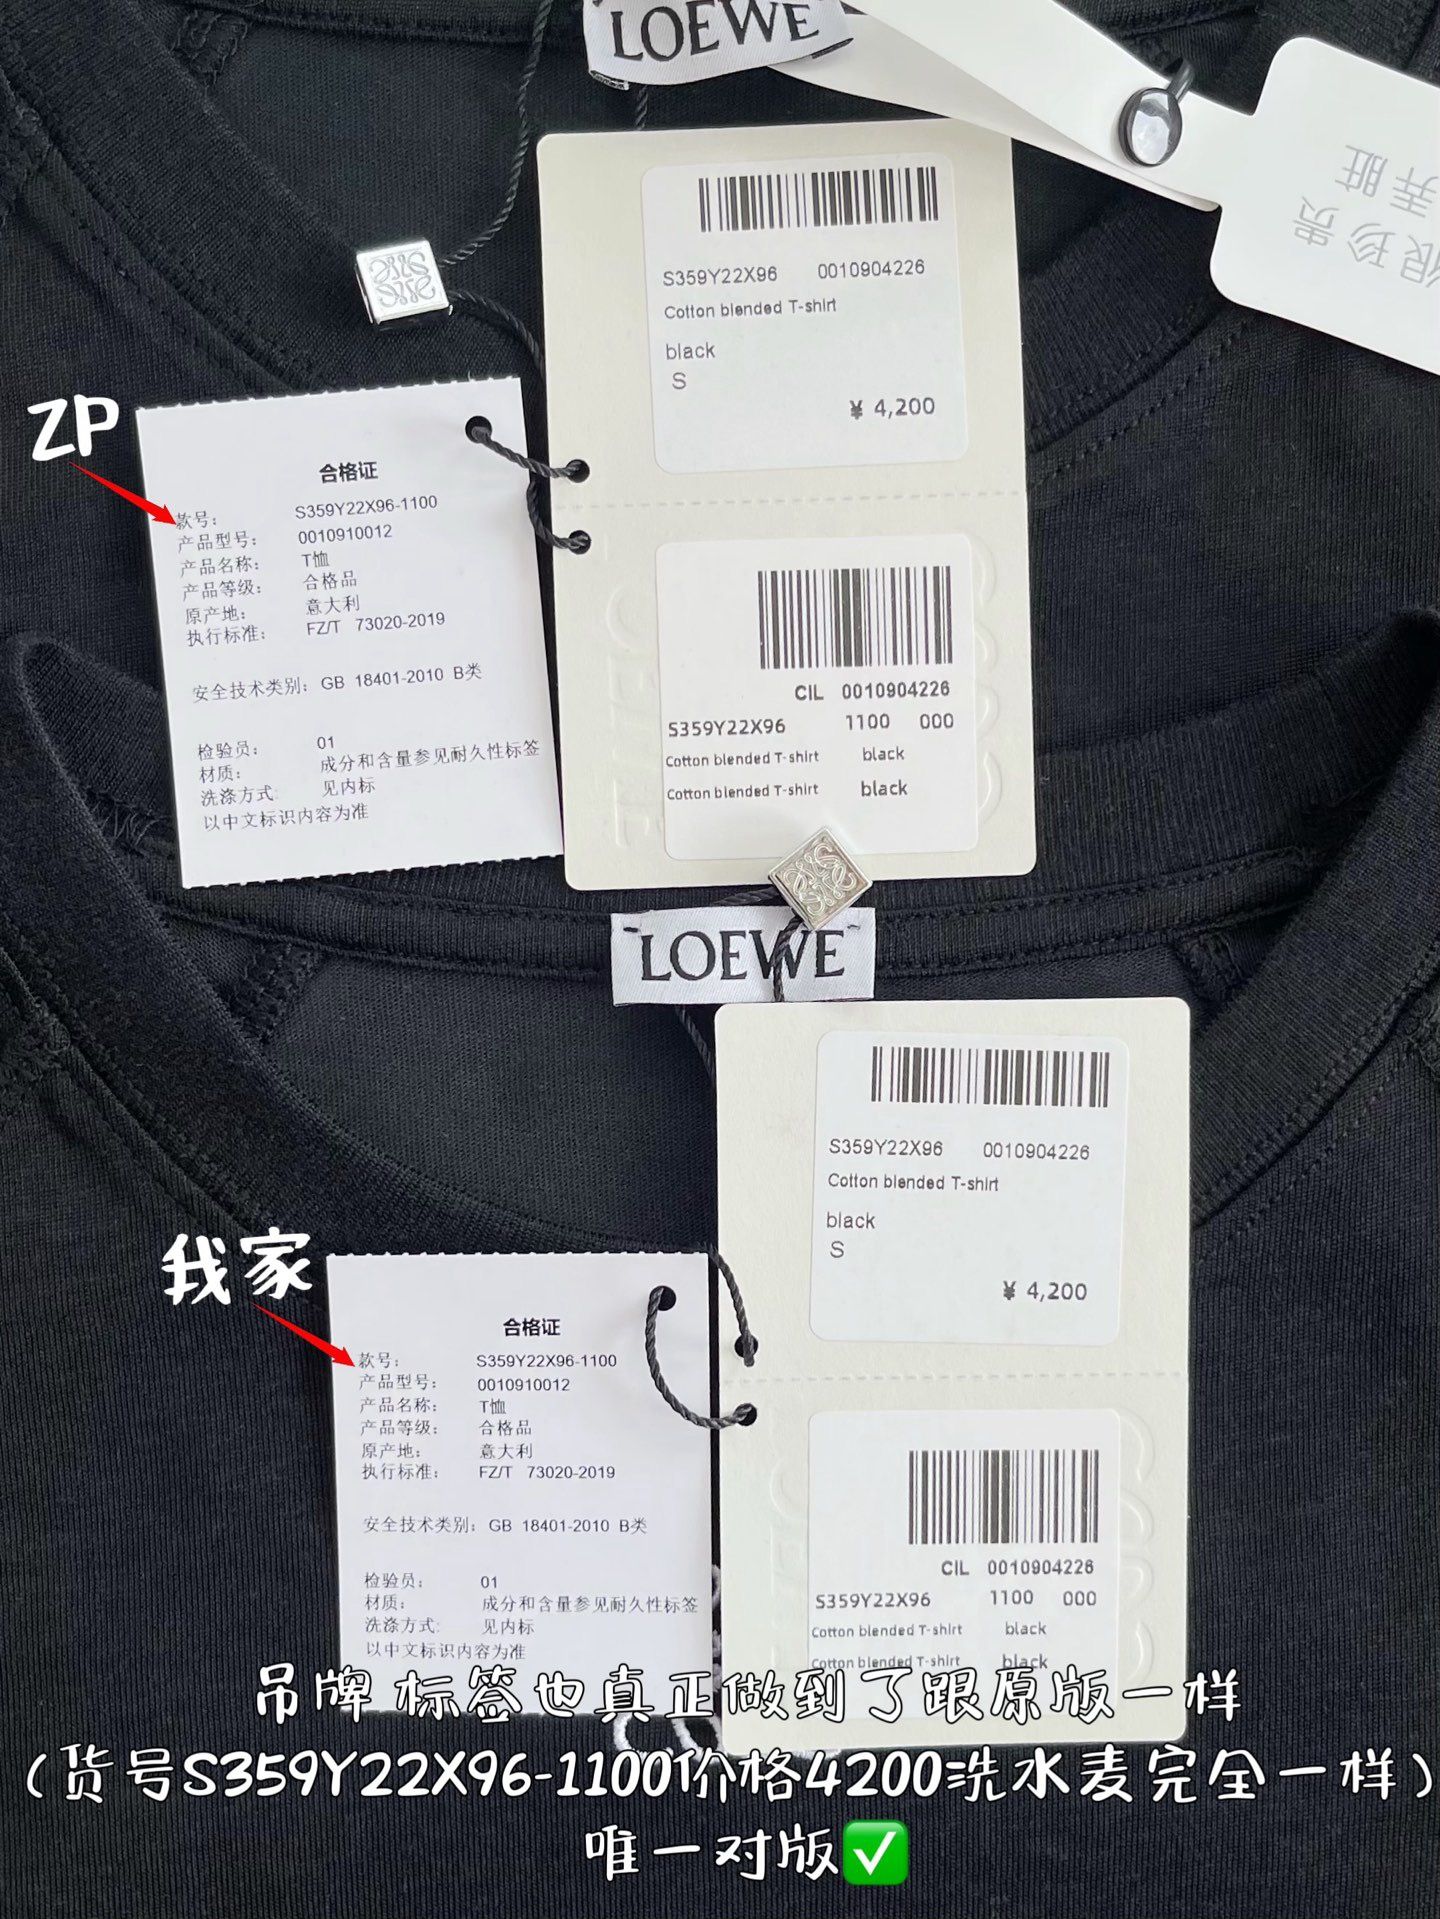 LOEWE
很珍贵
弄脏
S359Y22X96 0010904226
Cotton blended T-shirt
black
S
¥ 4,200
ZP
合格证
款号: S359Y22X96-1100
产品型号: 0010910012
产品名称: T恤
产品等级: 合格品
原产地: 意大利
执行标准: FZ/T 73020-2019
安全技术类别: GB 18401-2010 B类
检验员: 01
材质: 成分和含量参见耐久性标签
洗涤方式: 见内标
以中文标识内容为准
CIL 0010904226
S359Y22X96 1100 000
Cotton blended T-shirt black
Cotton blended T-shirt black
LOEWE
S359Y22X96 0010904226
Cotton blended T-shirt
black
S
¥ 4,200
我家
合格证
款号: S359Y22X96-1100
产品型号: 0010910012
产品名称: T恤
产品等级: 合格品
原产地: 意大利
执行标准: FZ/T 73020-2019
安全技术类别: GB 18401-2010 B类
检验员: 01
材质: 成分和含量参见耐久性标签
洗涤方式: 见内标
以中文标识内容为准
CIL 0010904226
S359Y22X96 1100 000
Cotton blended T-shirt black
Cotton blended T-shirt black
吊牌 标签也真正做到了跟原版一样
(货号S359Y22X96-1100价格4200洗水麦完全一样)
唯一对版✅